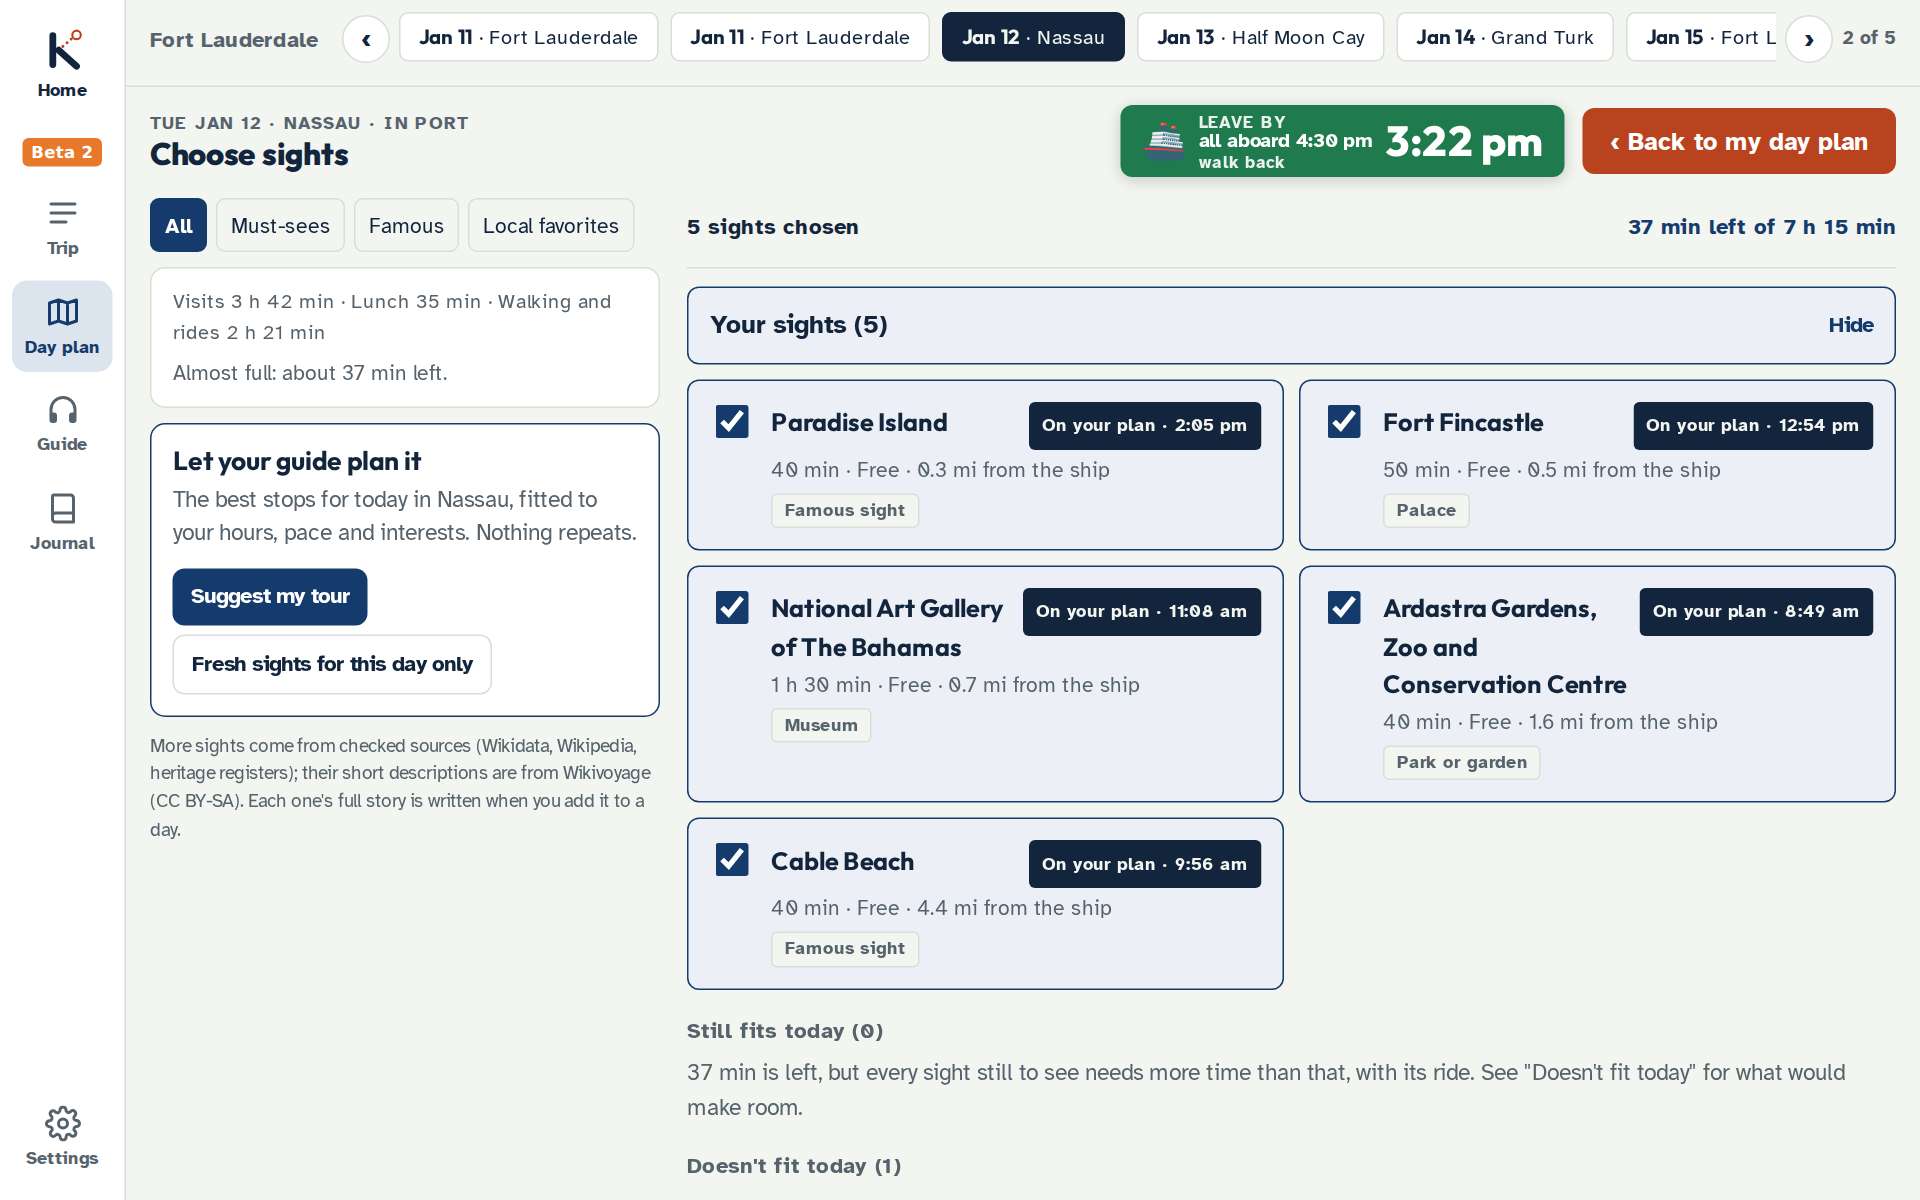 Home
Beta 2
Trip
Day plan
Guide
Journal
Settings
Fort Lauderdale
‹
Jan 11 · Fort Lauderdale
Jan 11 · Fort Lauderdale
Jan 12 · Nassau
Jan 13 · Half Moon Cay
Jan 14 · Grand Turk
Jan 15 · Fort L
›
2 of 5
TUE JAN 12 · NASSAU · IN PORT
Choose sights
LEAVE BY
all aboard 4:30 pm
walk back
3:22 pm
‹ Back to my day plan
All
Must-sees
Famous
Local favorites
Visits 3 h 42 min · Lunch 35 min · Walking and
rides 2 h 21 min
Almost full: about 37 min left.
Let your guide plan it
The best stops for today in Nassau, fitted to
your hours, pace and interests. Nothing repeats.
Suggest my tour
Fresh sights for this day only
More sights come from checked sources (Wikidata, Wikipedia,
heritage registers); their short descriptions are from Wikivoyage
(CC BY-SA). Each one's full story is written when you add it to a
day.
5 sights chosen
37 min left of 7 h 15 min
Your sights (5)
Hide
Paradise Island
On your plan · 2:05 pm
40 min · Free · 0.3 mi from the ship
Famous sight
Fort Fincastle
On your plan · 12:54 pm
50 min · Free · 0.5 mi from the ship
Palace
National Art Gallery
of The Bahamas
On your plan · 11:08 am
1 h 30 min · Free · 0.7 mi from the ship
Museum
Ardastra Gardens,
Zoo and
Conservation Centre
On your plan · 8:49 am
40 min · Free · 1.6 mi from the ship
Park or garden
Cable Beach
On your plan · 9:56 am
40 min · Free · 4.4 mi from the ship
Famous sight
Still fits today (0)
37 min is left, but every sight still to see needs more time than that, with its ride. See "Doesn't fit today" for what would
make room.
Doesn't fit today (1)